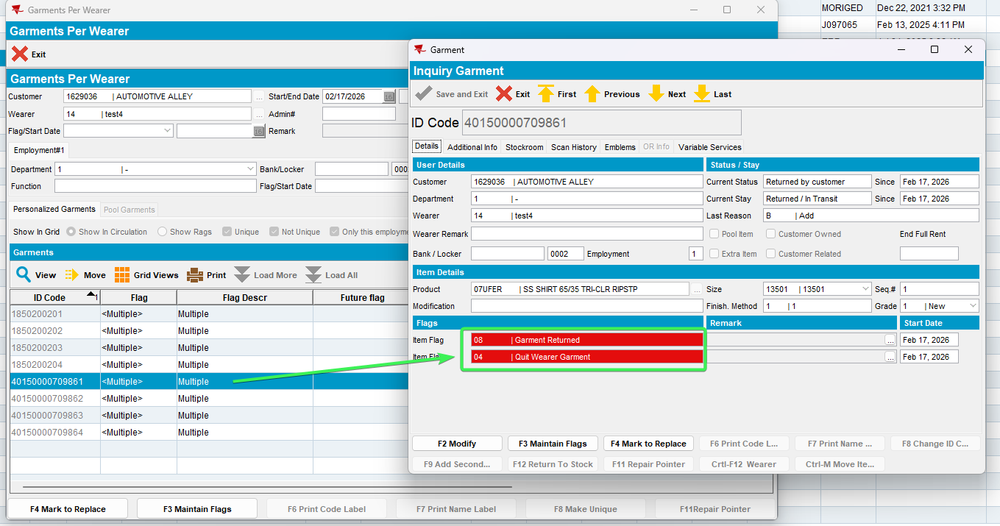 MORIGED Dec 22, 2021 3:32 PM
J097065 Feb 13, 2025 4:11 PM
Garments Per Wearer
Garments Per Wearer
Exit
Garments Per Wearer
Customer 1629036 | AUTOMOTIVE ALLEY ... Start/End Date 02/17/2026 16
Wearer 14 | test4 ... Admin#
Flag/Start Date 16 Remark
Employment#1
Department 1 | - Bank/Locker 0002
Function Flag/Start Date
Personalized Garments Pool Garments
Show In Grid Show In Circulation Show Rags Unique Not Unique Only this employme
Garments
View Move Grid Views Print Load More Load All
ID Code 1 Flag Flag Descr Future flag
1850200201 <Multiple> Multiple
1850200202 <Multiple> Multiple
1850200203 <Multiple> Multiple
1850200204 <Multiple> Multiple
40150000709861 <Multiple> Multiple
40150000709862 <Multiple> Multiple
40150000709863 <Multiple> Multiple
40150000709864 <Multiple> Multiple
F4 Mark to Replace F3 Maintain Flags F6 Print Code Label F7 Print Name Label F8 Make Unique F11Repair Pointer
Garment
Inquiry Garment
Save and Exit Exit First Previous Next Last
ID Code 40150000709861
Details Additional Info Stockroom Scan History Emblems OR Info Variable Services
User Details Status / Stay
Customer 1629036 | AUTOMOTIVE ALLEY Current Status Returned by customer Since Feb 17, 2026
Department 1 | - Current Stay Returned / In Transit Since Feb 17, 2026
Wearer 14 | test4 Last Reason B | Add
Wearer Remark Pool Item Customer Owned End Full Rent
Bank / Locker 0002 Employment 1 Extra Item Customer Related
Item Details
Product 07UFER | SS SHIRT 65/35 TRI-CLR RIPSTP ... Size 13501 | 13501 Seq.# 1
Modification Finish. Method 1 | 1 Grade 1 | New
Flags Remark Start Date
Item Flag 08 | Garment Returned ... Feb 17, 2026
Item Fla 04 | Quit Wearer Garment ... Feb 17, 2026
F2 Modify F3 Maintain Flags F4 Mark to Replace F6 Print Code L... F7 Print Name ... F8 Change ID C...
F9 Add Second... F12 Return To Stock F11 Repair Pointer Crtl-F12 Wearer Ctrl-M Move Ite...